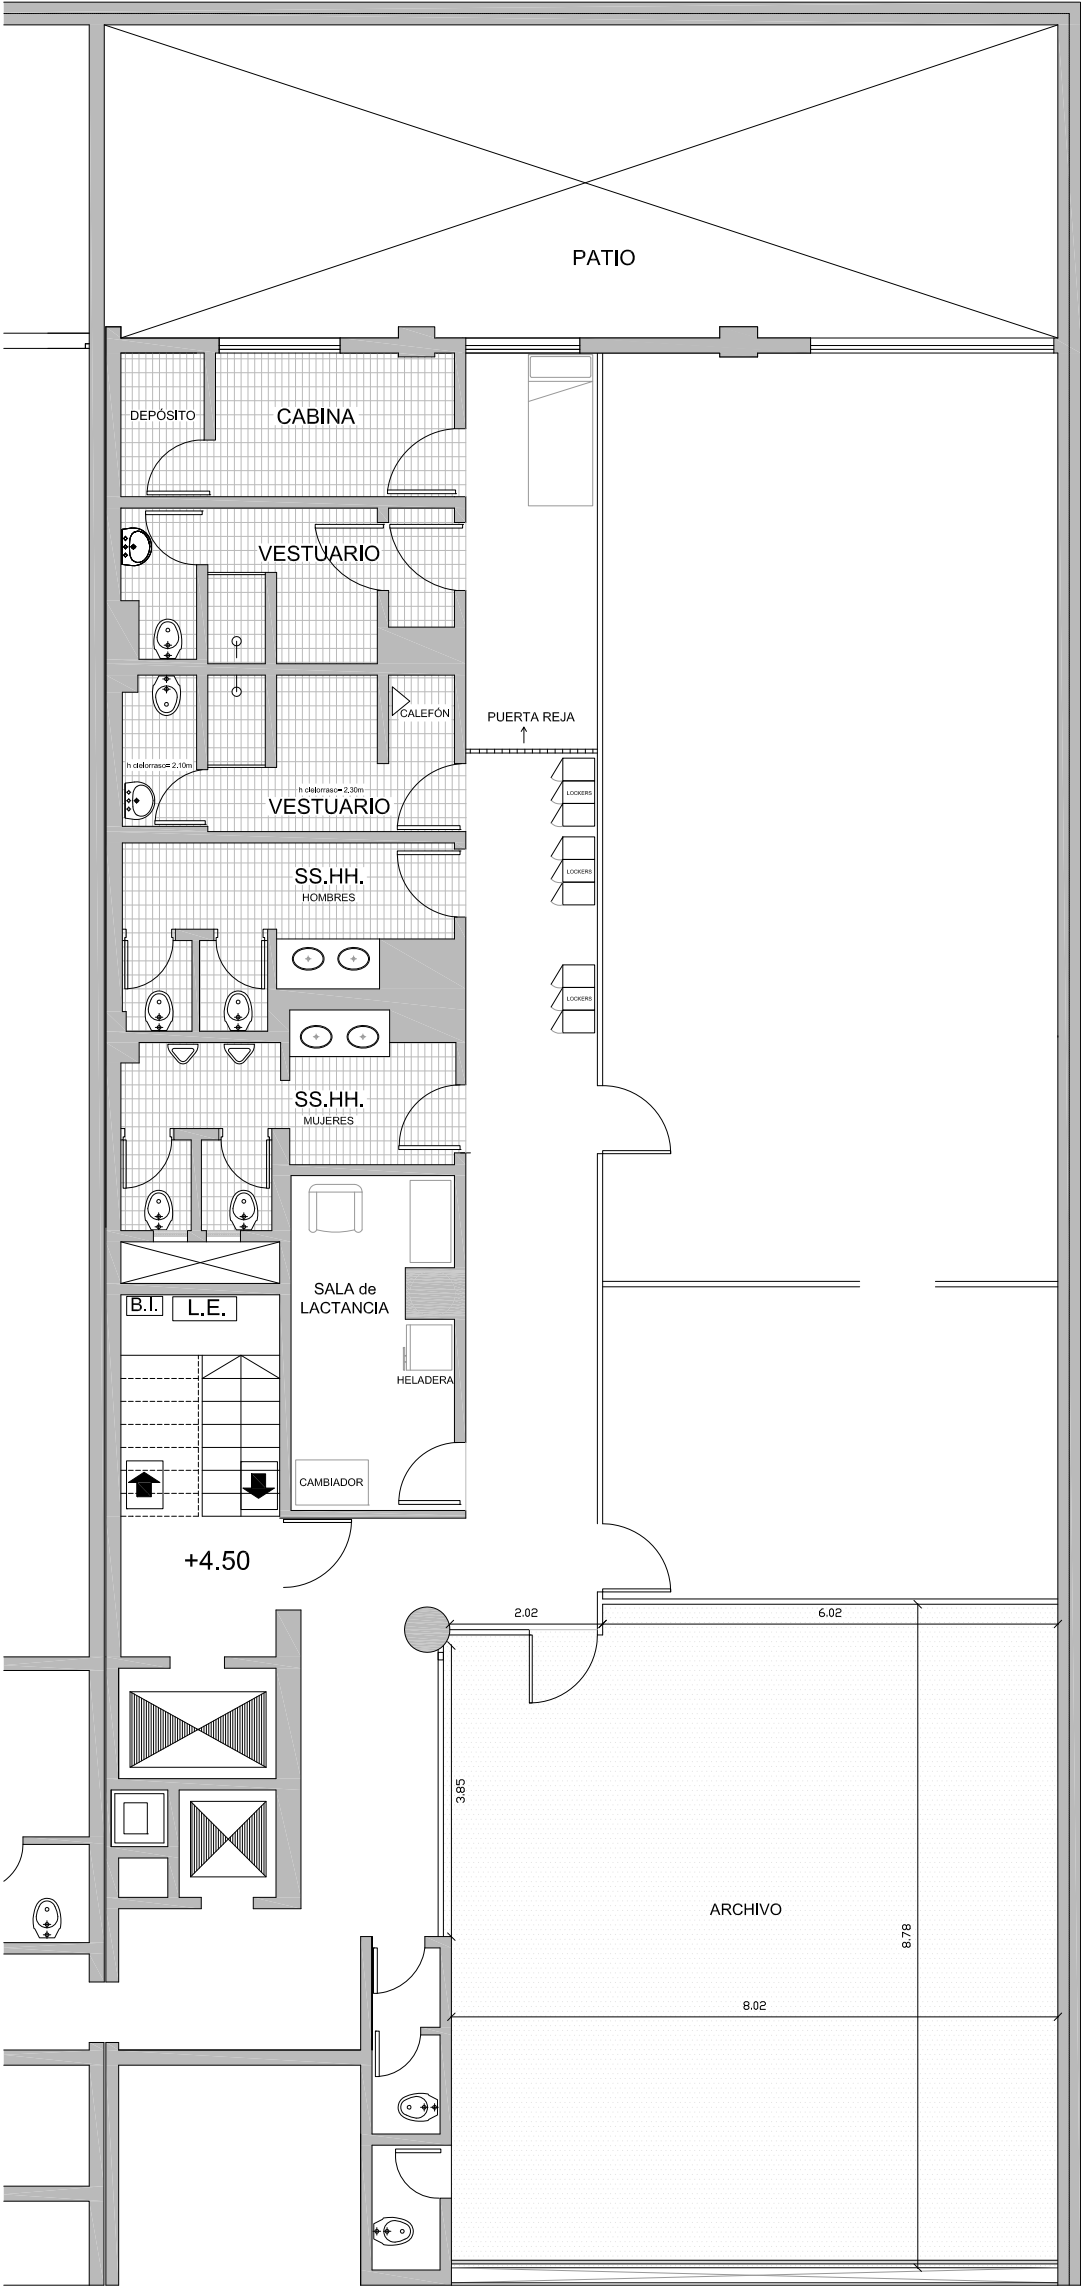 PATIO
DEPÓSITO
CABINA
VESTUARIO
CALEFÓN
PUERTA REJA
h cielorraso= 2.10m
h cielorraso= 2,30m
VESTUARIO
LOCKERS
LOCKERS
SS.HH.
HOMBRES
LOCKERS
SS.HH.
MUJERES
SALA de
LACTANCIA
B.I.
L.E.
HELADERA
CAMBIADOR
+4.50
2.02
6.02
3.85
ARCHIVO
8.78
8.02